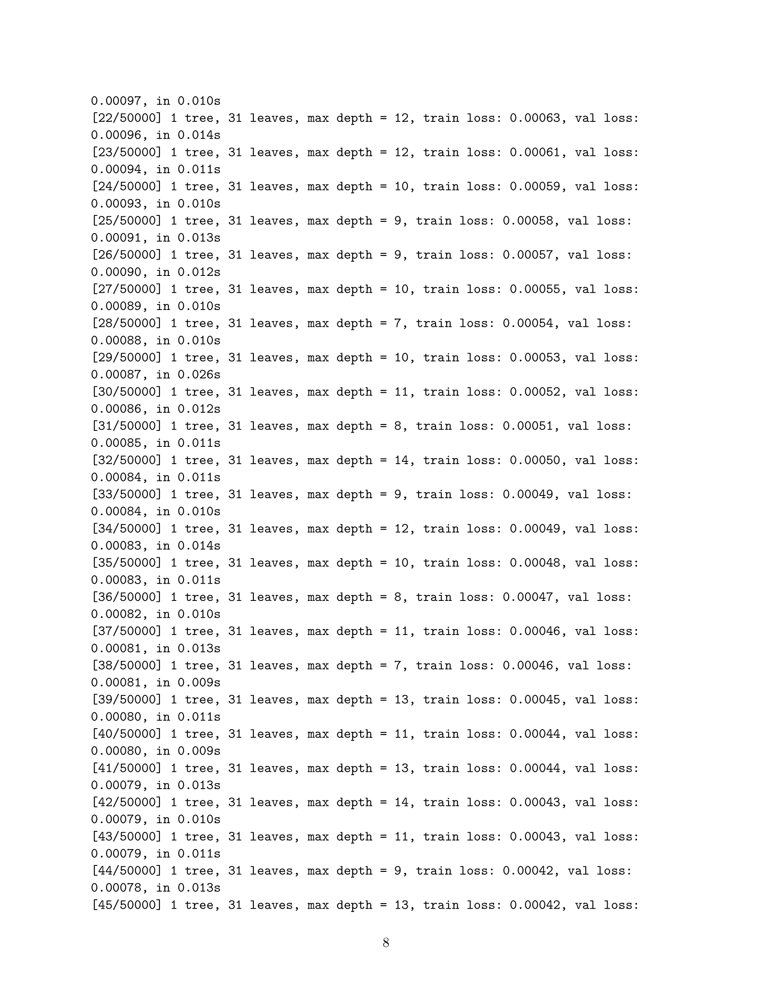 0.00097, in 0.010s
[22/50000] 1 tree, 31 leaves, max depth = 12, train loss: 0.00063, val loss:
0.00096, in 0.014s
[23/50000] 1 tree, 31 leaves, max depth = 12, train loss: 0.00061, val loss:
0.00094, in 0.011s
[24/50000] 1 tree, 31 leaves, max depth = 10, train loss: 0.00059, val loss:
0.00093, in 0.010s
[25/50000] 1 tree, 31 leaves, max depth = 9, train loss: 0.00058, val loss:
0.00091, in 0.013s
[26/50000] 1 tree, 31 leaves, max depth = 9, train loss: 0.00057, val loss:
0.00090, in 0.012s
[27/50000] 1 tree, 31 leaves, max depth = 10, train loss: 0.00055, val loss:
0.00089, in 0.010s
[28/50000] 1 tree, 31 leaves, max depth = 7, train loss: 0.00054, val loss:
0.00088, in 0.010s
[29/50000] 1 tree, 31 leaves, max depth = 10, train loss: 0.00053, val loss:
0.00087, in 0.026s
[30/50000] 1 tree, 31 leaves, max depth = 11, train loss: 0.00052, val loss:
0.00086, in 0.012s
[31/50000] 1 tree, 31 leaves, max depth = 8, train loss: 0.00051, val loss:
0.00085, in 0.011s
[32/50000] 1 tree, 31 leaves, max depth = 14, train loss: 0.00050, val loss:
0.00084, in 0.011s
[33/50000] 1 tree, 31 leaves, max depth = 9, train loss: 0.00049, val loss:
0.00084, in 0.010s
[34/50000] 1 tree, 31 leaves, max depth = 12, train loss: 0.00049, val loss:
0.00083, in 0.014s
[35/50000] 1 tree, 31 leaves, max depth = 10, train loss: 0.00048, val loss:
0.00083, in 0.011s
[36/50000] 1 tree, 31 leaves, max depth = 8, train loss: 0.00047, val loss:
0.00082, in 0.010s
[37/50000] 1 tree, 31 leaves, max depth = 11, train loss: 0.00046, val loss:
0.00081, in 0.013s
[38/50000] 1 tree, 31 leaves, max depth = 7, train loss: 0.00046, val loss:
0.00081, in 0.009s
[39/50000] 1 tree, 31 leaves, max depth = 13, train loss: 0.00045, val loss:
0.00080, in 0.011s
[40/50000] 1 tree, 31 leaves, max depth = 11, train loss: 0.00044, val loss:
0.00080, in 0.009s
[41/50000] 1 tree, 31 leaves, max depth = 13, train loss: 0.00044, val loss:
0.00079, in 0.013s
[42/50000] 1 tree, 31 leaves, max depth = 14, train loss: 0.00043, val loss:
0.00079, in 0.010s
[43/50000] 1 tree, 31 leaves, max depth = 11, train loss: 0.00043, val loss:
0.00079, in 0.011s
[44/50000] 1 tree, 31 leaves, max depth = 9, train loss: 0.00042, val loss:
0.00078, in 0.013s
[45/50000] 1 tree, 31 leaves, max depth = 13, train loss: 0.00042, val loss:
8